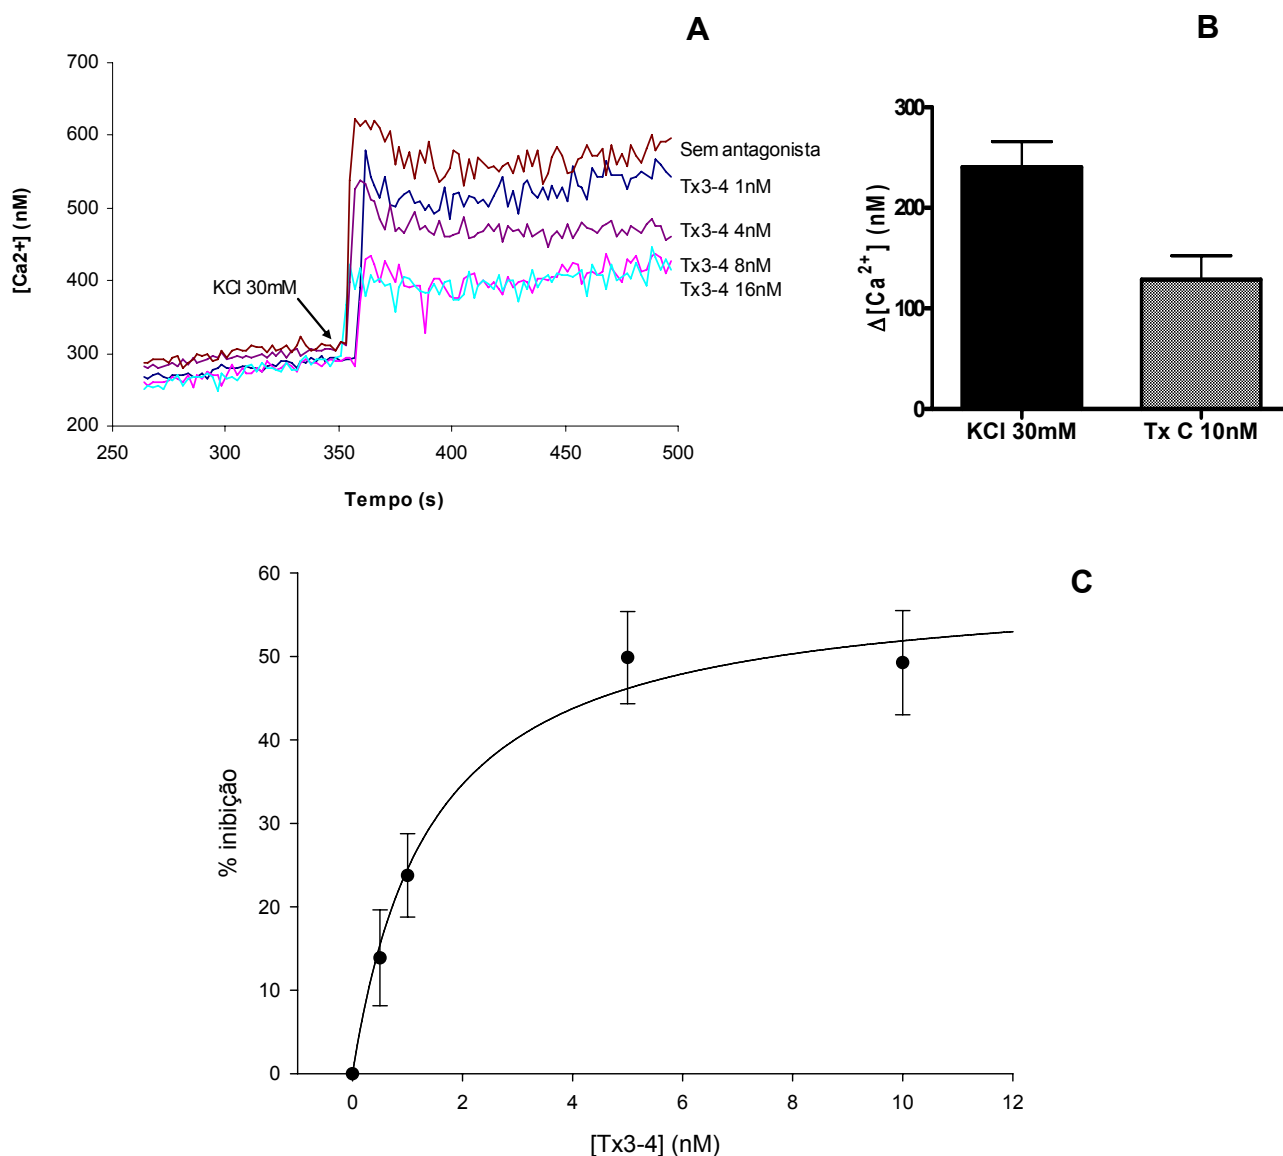 A
700
600
500
400
300
200
[Ca2+] (nM)
KCl 30mM
Sem antagonista
Tx3-4 1nM
Tx3-4 4nM
Tx3-4 8nM
Tx3-4 16nM
250
300
350
400
450
500
Tempo (s)
B
300
200
100
0
Δ[Ca2+] (nM)
KCl 30mM
Tx C 10nM
C
60
50
40
30
20
10
0
% inibição
0
2
4
6
8
10
12
[Tx3-4] (nM)